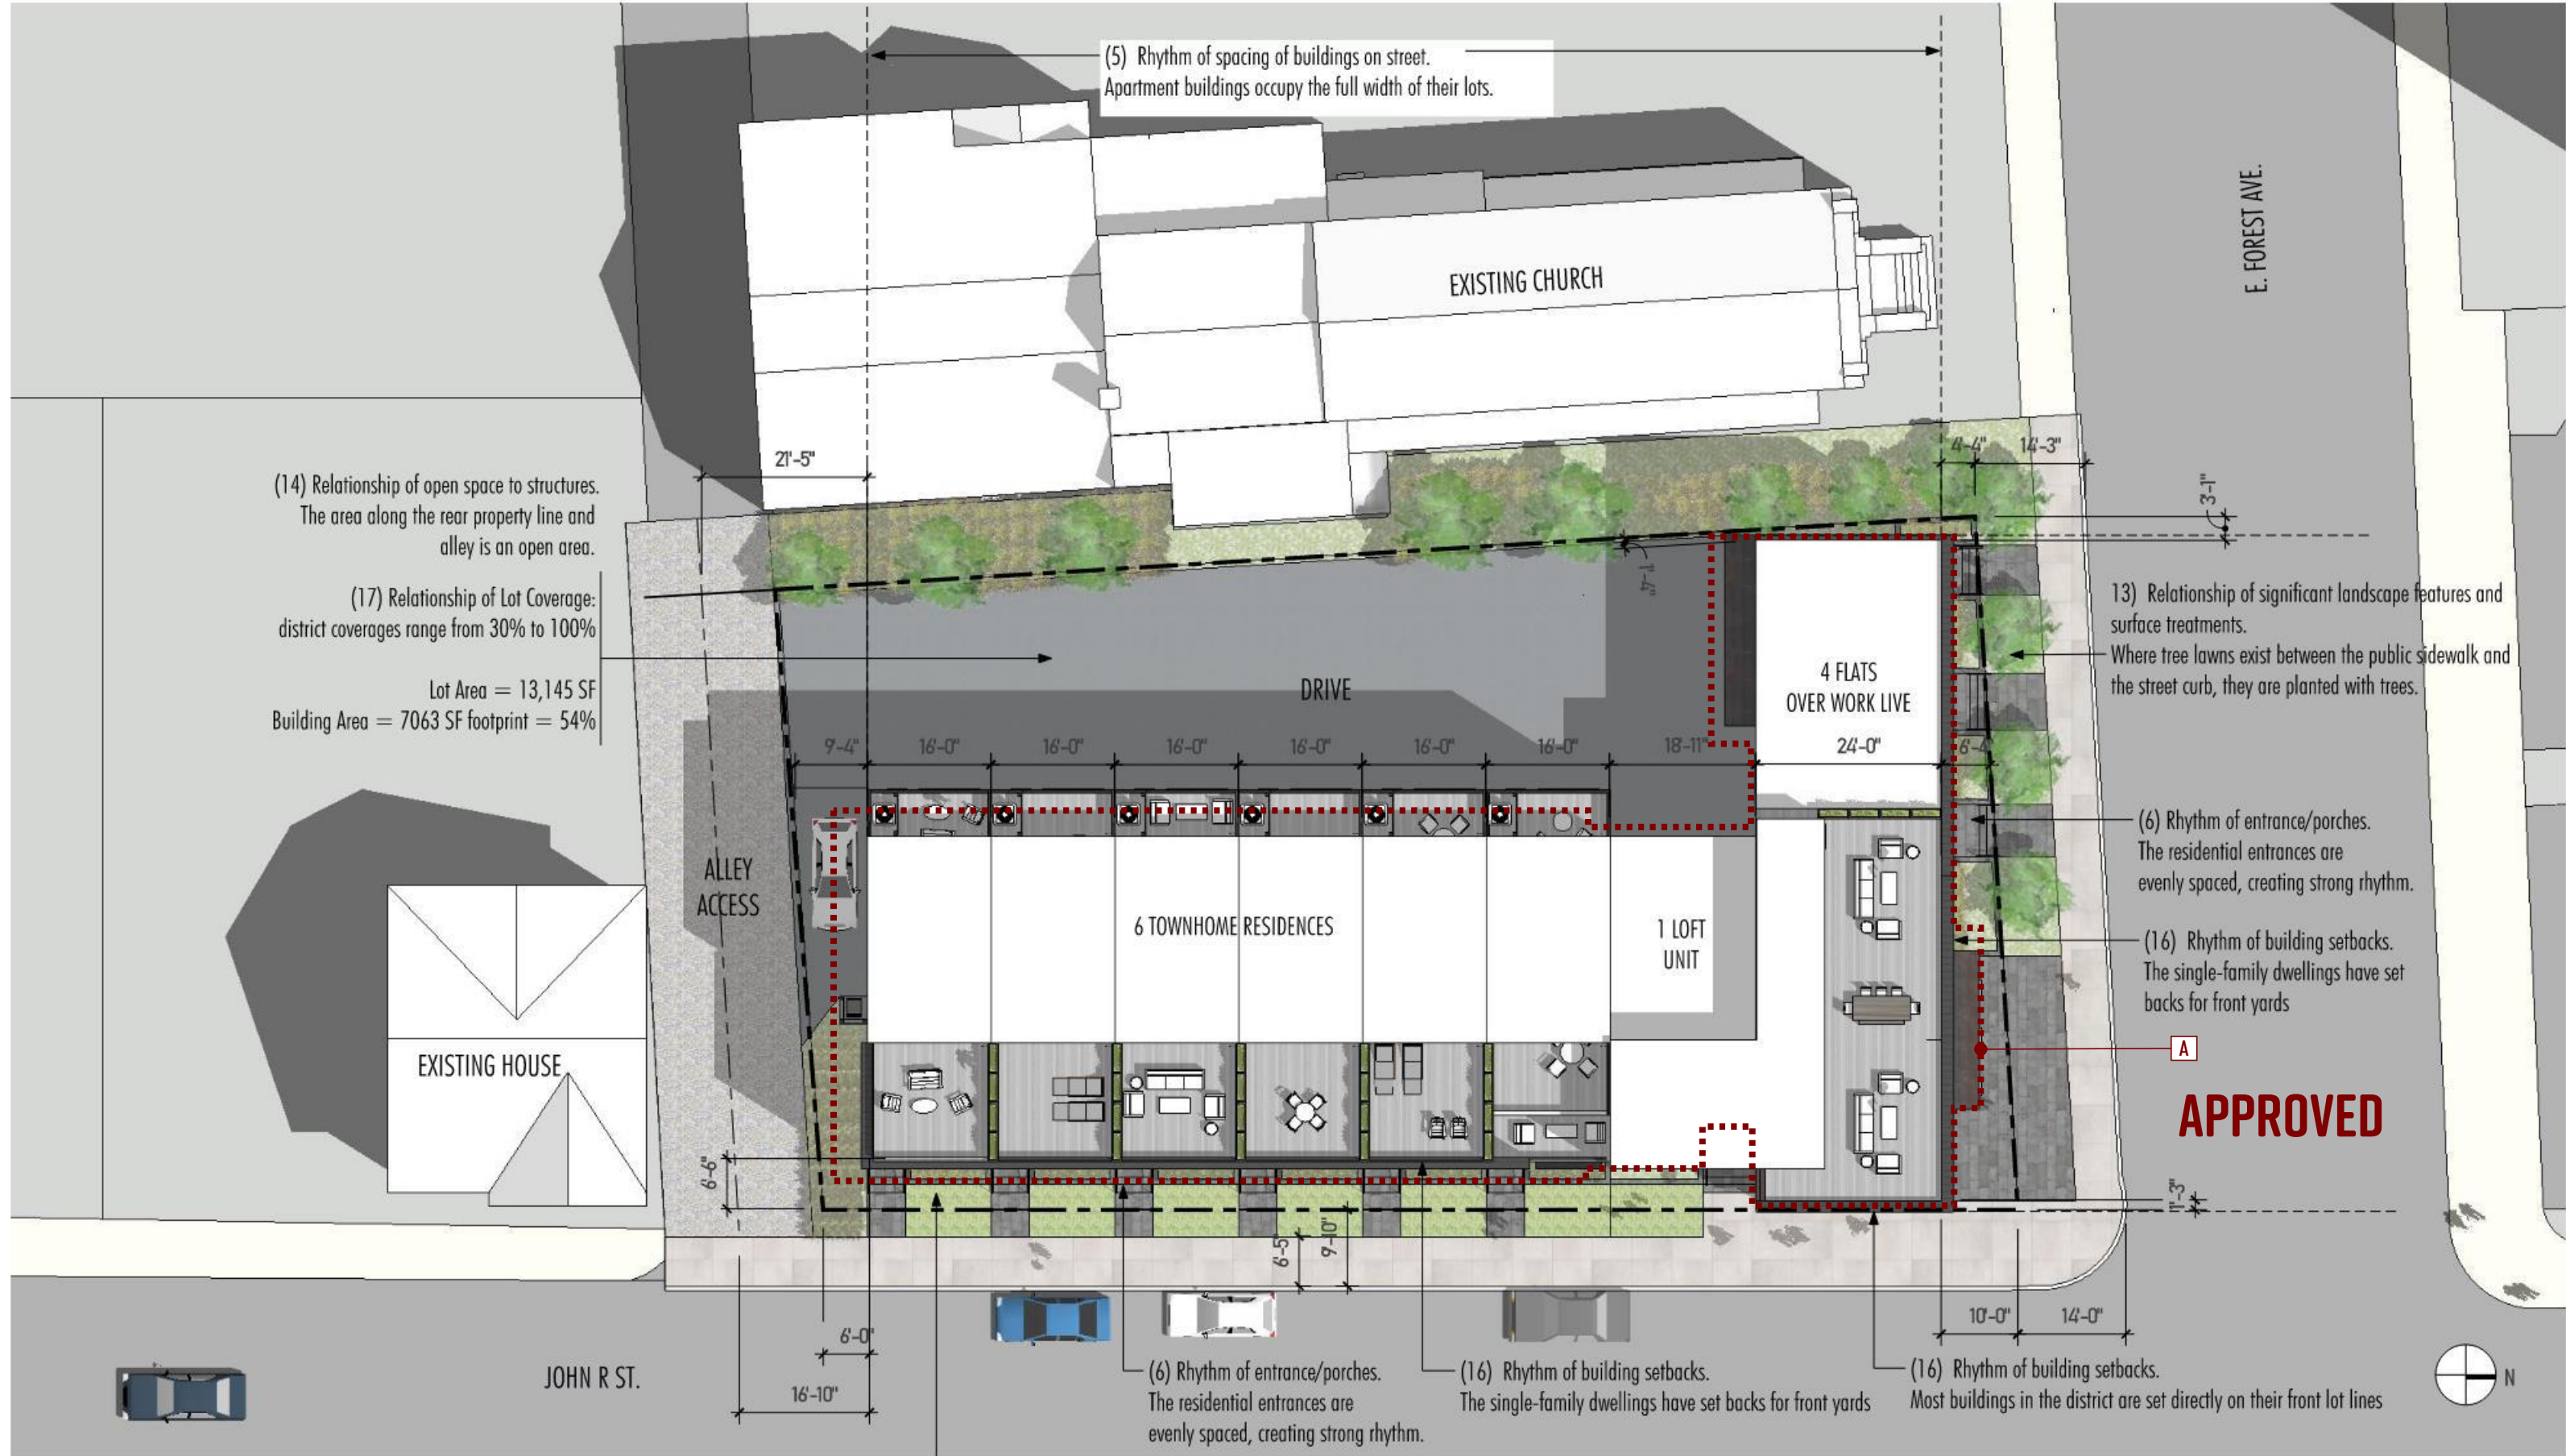 (5) Rhythm of spacing of buildings on street.
Apartment buildings occupy the full width of their lots.
E. FOREST AVE.
EXISTING CHURCH
21'-5"
4'-4"
14'-3"
3'-1"
1'-4"
(14) Relationship of open space to structures.
The area along the rear property line and
alley is an open area.
(17) Relationship of Lot Coverage:
district coverages range from 30% to 100%
Lot Area = 13,145 SF
Building Area = 7063 SF footprint = 54%
13) Relationship of significant landscape features and
surface treatments.
Where tree lawns exist between the public sidewalk and
the street curb, they are planted with trees.
DRIVE
4 FLATS
OVER WORK LIVE
9'-4"
16'-0"
16'-0"
16'-0"
16'-0"
16'-0"
16'-0"
18'-11"
24'-0"
6'-4"
(6) Rhythm of entrance/porches.
The residential entrances are
evenly spaced, creating strong rhythm.
ALLEY
ACCESS
6 TOWNHOME RESIDENCES
1 LOFT
UNIT
(16) Rhythm of building setbacks.
The single-family dwellings have set
backs for front yards
A
APPROVED
EXISTING HOUSE
6'-6"
1'-3"
6'-5"
9'-10"
10'-0"
14'-0"
6'-0"
16'-10"
JOHN R ST.
(6) Rhythm of entrance/porches.
The residential entrances are
evenly spaced, creating strong rhythm.
(16) Rhythm of building setbacks.
The single-family dwellings have set backs for front yards
(16) Rhythm of building setbacks.
Most buildings in the district are set directly on their front lot lines
N